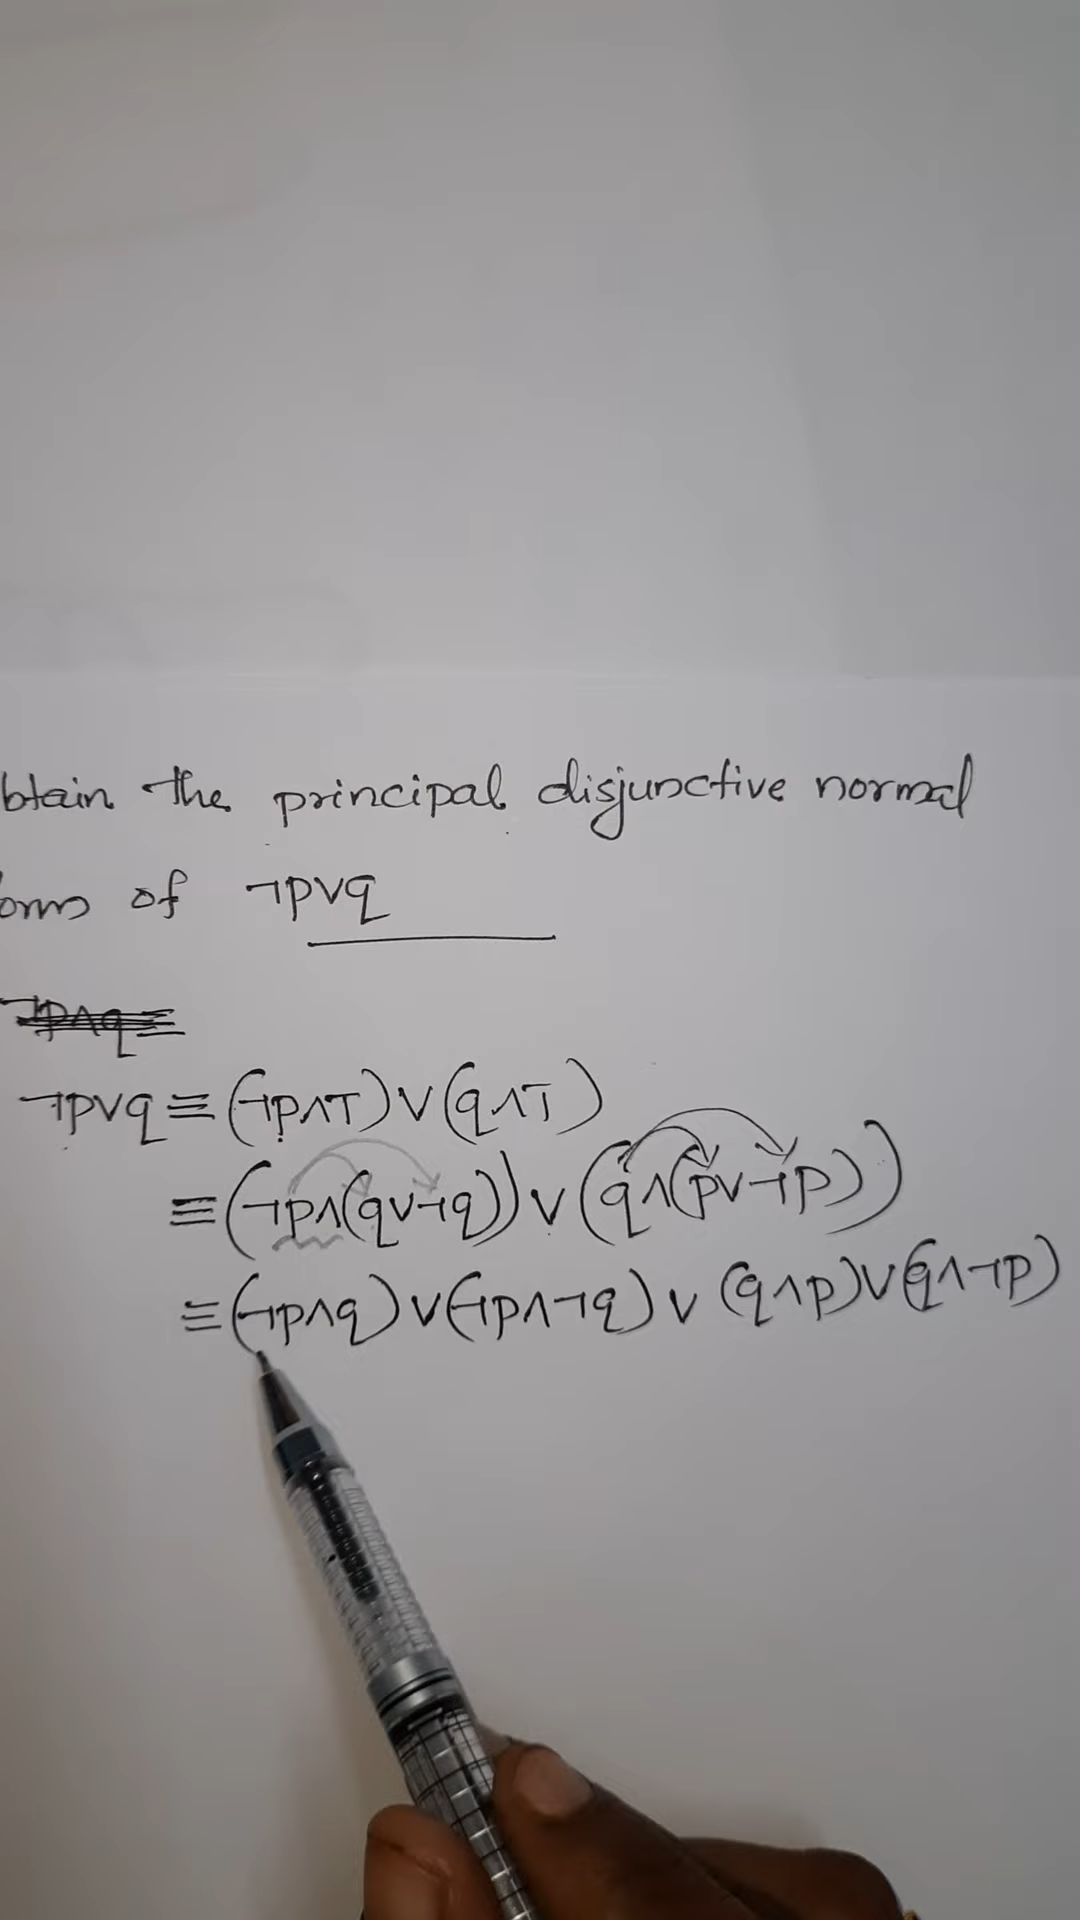 btain the principal disjunctive normal
orms of ¬p∨q
¬p∧q≡
¬p∨q≡(¬p∧T)∨(q∧T)
≡(¬p∧(q∨¬q))∨(q∧(p∨¬p))
≡(¬p∧q)∨(¬p∧¬q)∨(q∧p)∨(q∧¬p)